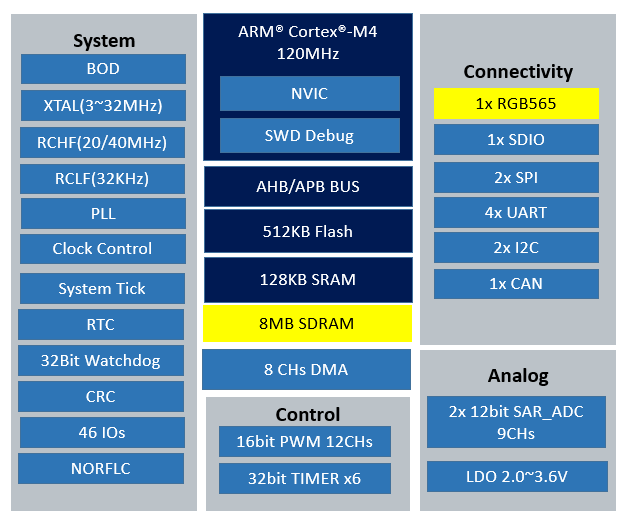 System
BOD
XTAL(3~32MHz)
RCHF(20/40MHz)
RCLF(32KHz)
PLL
Clock Control
System Tick
RTC
32Bit Watchdog
CRC
46 IOs
NORFLC
ARM® Cortex®-M4
120MHz
NVIC
SWD Debug
AHB/APB BUS
512KB Flash
128KB SRAM
8MB SDRAM
8 CHs DMA
Control
16bit PWM 12CHs
32bit TIMER x6
Connectivity
1x RGB565
1x SDIO
2x SPI
4x UART
2x I2C
1x CAN
Analog
2x 12bit SAR_ADC
9CHs
LDO 2.0~3.6V